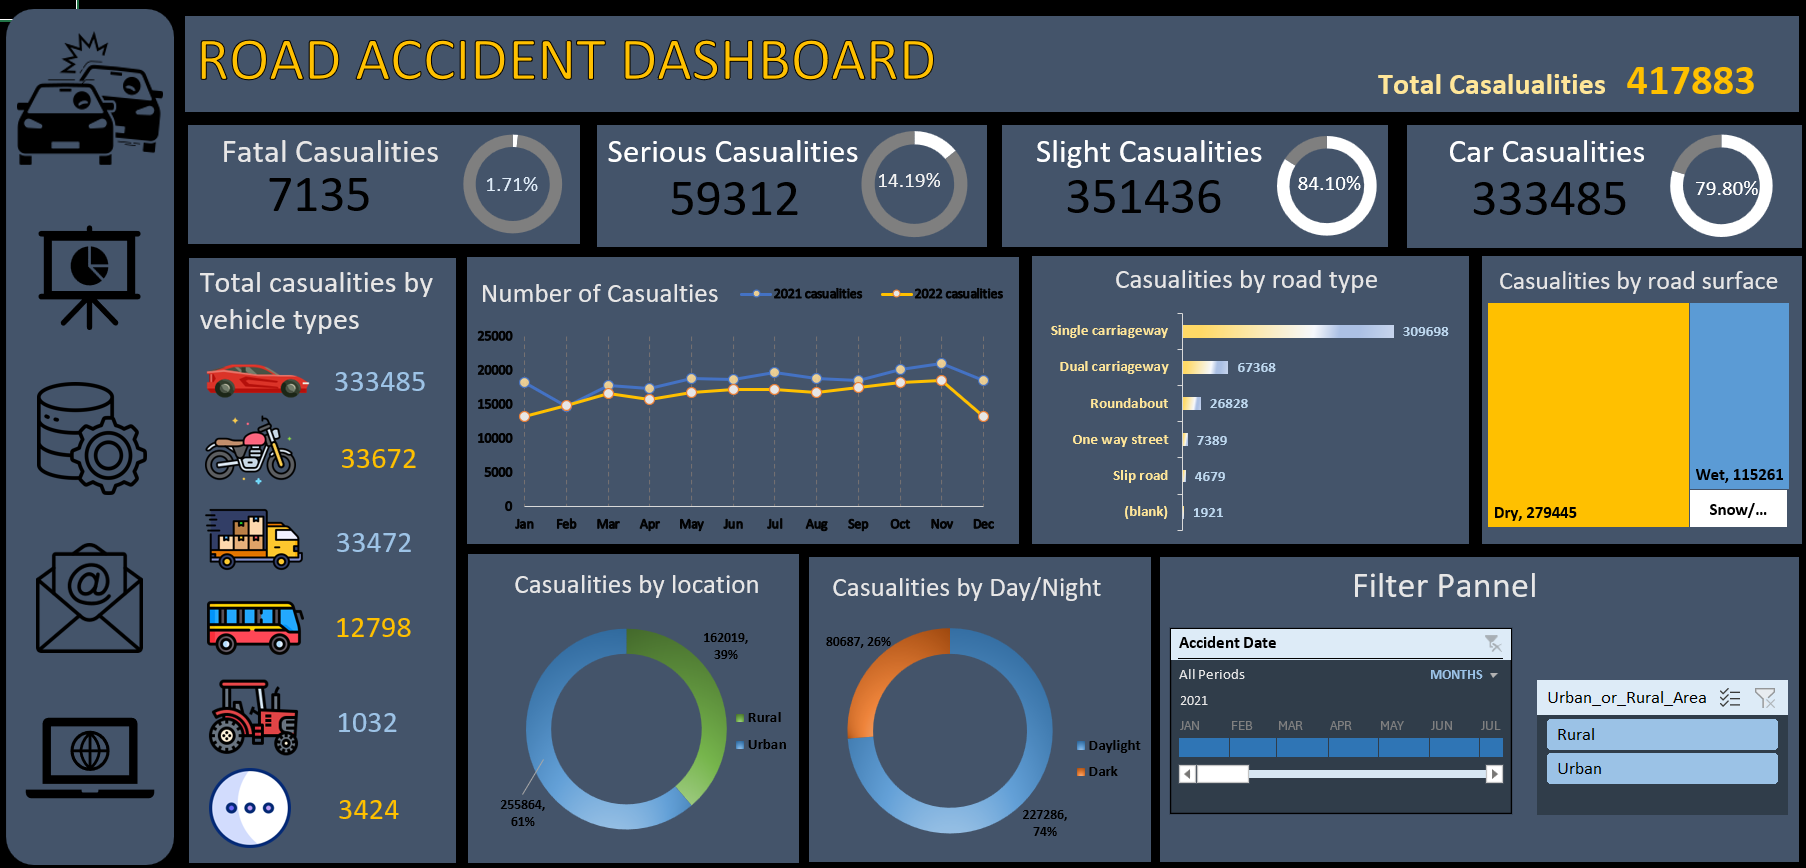 ROAD ACCIDENT DASHBOARD
Total Casalualities 417883
Fatal Casualities
7135
1.71%
Serious Casualities
59312
14.19%
Slight Casualities
351436
84.10%
Car Casualities
333485
79.80%
Total casualities by
vehicle types
333485
33672
33472
12798
1032
3424
Number of Casualties
2021 casualities
2022 casualities
25000
20000
15000
10000
5000
0
Jan Feb Mar Apr May Jun Jul Aug Sep Oct Nov Dec
Casualities by road type
Single carriageway 309698
Dual carriageway 67368
Roundabout 26828
One way street 7389
Slip road 4679
(blank) 1921
Casualities by road surface
Dry, 279445
Wet, 115261
Snow/...
Casualities by location
162019,
39%
Rural
Urban
255864,
61%
Casualities by Day/Night
80687, 26%
Daylight
Dark
227286,
74%
Filter Pannel
Accident Date
All Periods MONTHS
2021
JAN FEB MAR APR MAY JUN JUL
Urban_or_Rural_Area
Rural
Urban